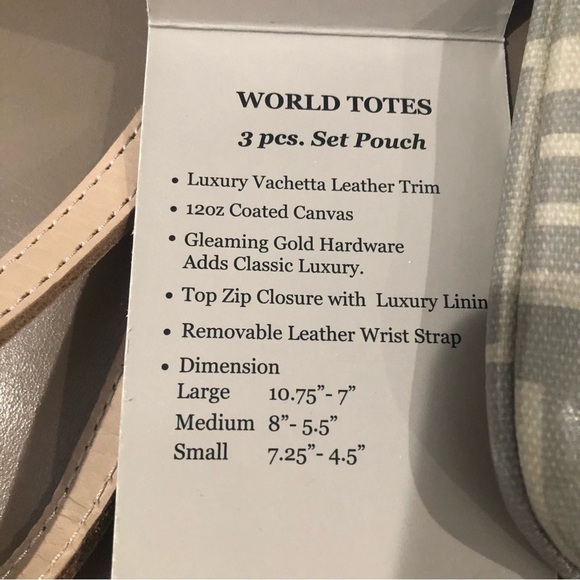 WORLD TOTES
3 pcs. Set Pouch
• Luxury Vachetta Leather Trim
• 12oz Coated Canvas
• Gleaming Gold Hardware
Adds Classic Luxury.
• Top Zip Closure with Luxury Linin
• Removable Leather Wrist Strap
• Dimension
Large 10.75”- 7”
Medium 8”- 5.5”
Small 7.25”- 4.5”